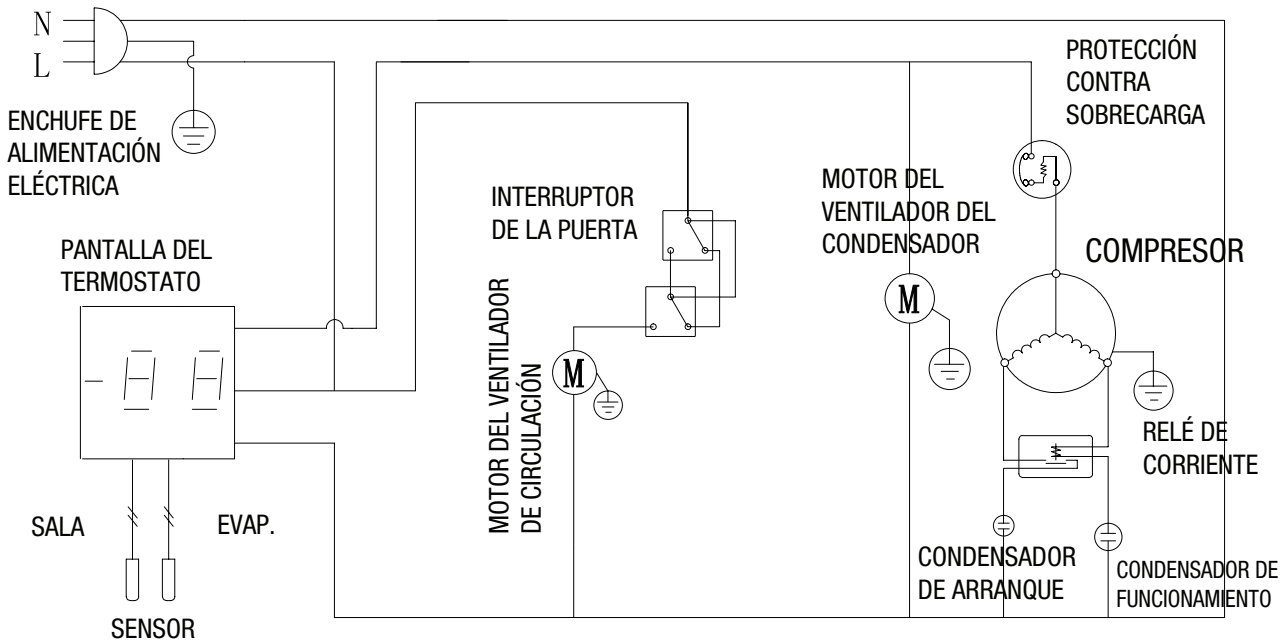 N
L
ENCHUFE DE
ALIMENTACIÓN
ELÉCTRICA
PANTALLA DEL
TERMOSTATO
SALA
EVAP.
SENSOR
INTERRUPTOR
DE LA PUERTA
M
MOTOR DEL VENTILADOR
DE CIRCULACIÓN
MOTOR DEL
VENTILADOR DEL
CONDENSADOR
M
PROTECCIÓN
CONTRA
SOBRECARGA
COMPRESOR
RELÉ DE
CORRIENTE
CONDENSADOR
DE ARRANQUE
CONDENSADOR DE
FUNCIONAMIENTO